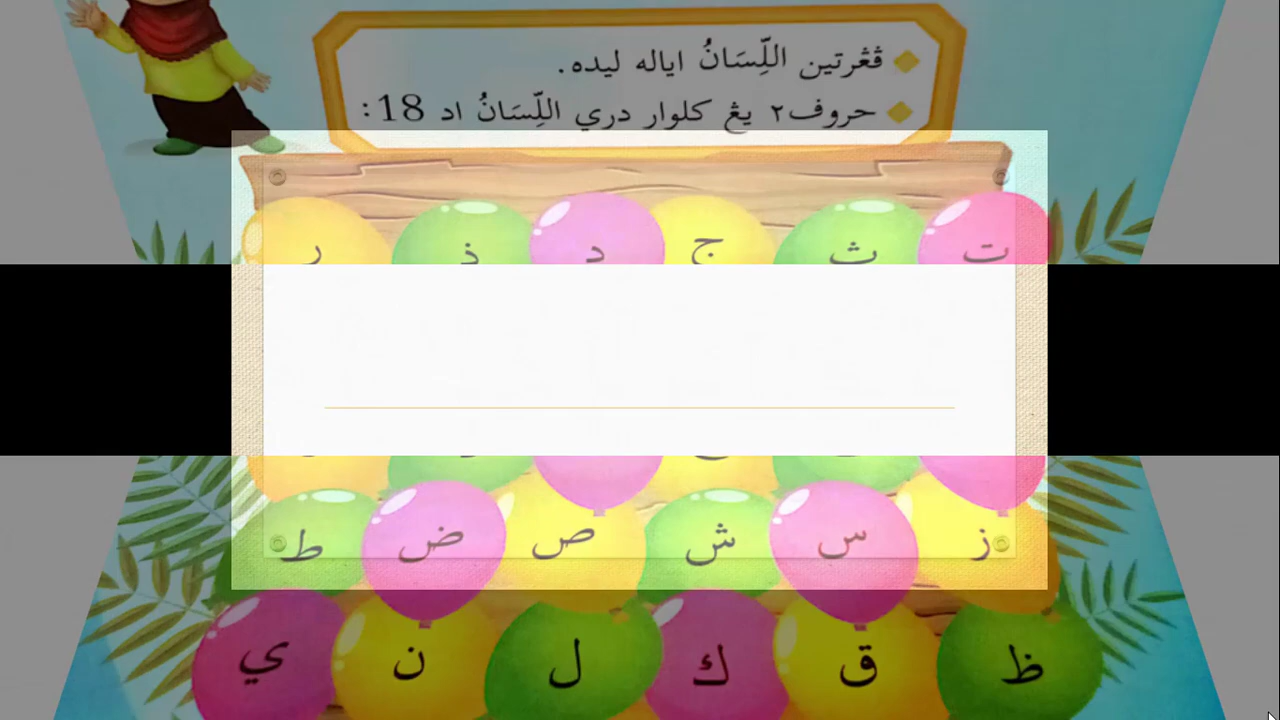 ڤڠرتين اللِّسَانُ اياله ليده.
حروف٢ يڠ كلوار دري اللِّسَانُ اد 18:
ت ث ج د ذ ر
ز س ش ص ض ط
ظ ق ك ل ن ي